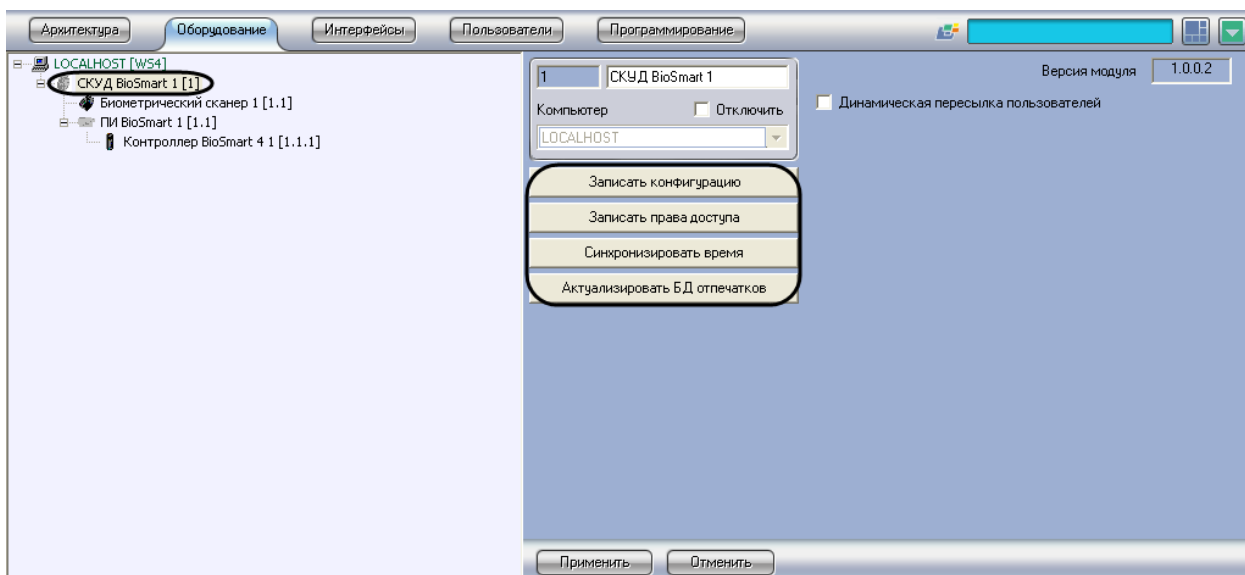 Архитектура Оборудование Интерфейсы Пользователи Программирование
LOCALHOST [WS4]
СКУД BioSmart 1 [1]
Биометрический сканер 1 [1.1]
ПИ BioSmart 1 [1.1]
Контроллер BioSmart 4 1 [1.1.1]
1 СКУД BioSmart 1
Компьютер Отключить
LOCALHOST
Записать конфигурацию
Записать права доступа
Синхронизировать время
Актуализировать БД отпечатков
Версия модуля 1.0.0.2
Динамическая пересылка пользователей
Применить Отменить